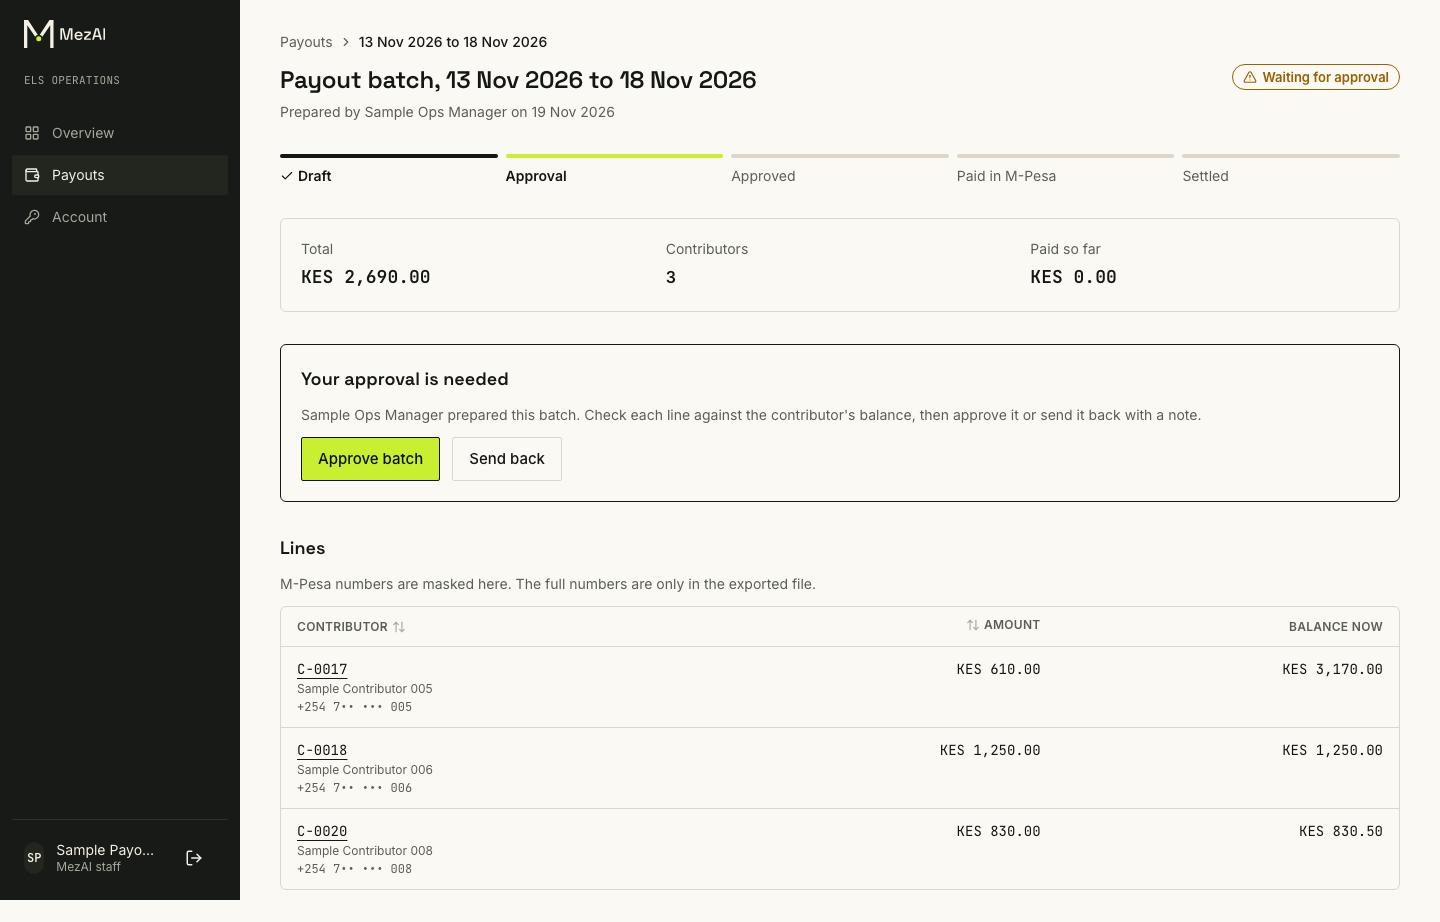 MezAI
ELS OPERATIONS
Overview
Payouts
Account
SP
Sample Payo...
MezAI staff
Payouts > 13 Nov 2026 to 18 Nov 2026
Payout batch, 13 Nov 2026 to 18 Nov 2026
Waiting for approval
Prepared by Sample Ops Manager on 19 Nov 2026
Draft Approval Approved Paid in M-Pesa Settled
Total Contributors Paid so far
KES 2,690.00 3 KES 0.00
Your approval is needed
Sample Ops Manager prepared this batch. Check each line against the contributor's balance, then approve it or send it back with a note.
Approve batch Send back
Lines
M-Pesa numbers are masked here. The full numbers are only in the exported file.
CONTRIBUTOR AMOUNT BALANCE NOW
C-0017 KES 610.00 KES 3,170.00
Sample Contributor 005
+254 7•• ••• 005
C-0018 KES 1,250.00 KES 1,250.00
Sample Contributor 006
+254 7•• ••• 006
C-0020 KES 830.00 KES 830.50
Sample Contributor 008
+254 7•• ••• 008